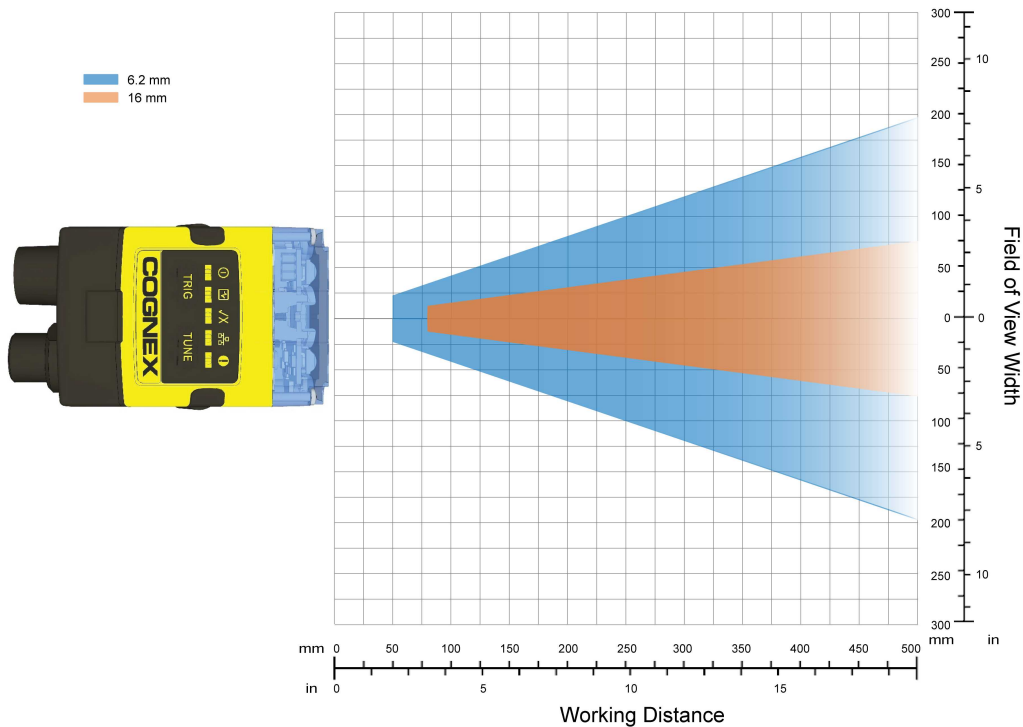 6.2 mm
16 mm
COGNEX
TRIG
TUNE
300
250
200
150
100
50
0
50
100
150
200
250
300
mm
10
5
0
5
10
in
Field of View Width
mm 0 50 100 150 200 250 300 350 400 450 500
in 0 5 10 15
Working Distance